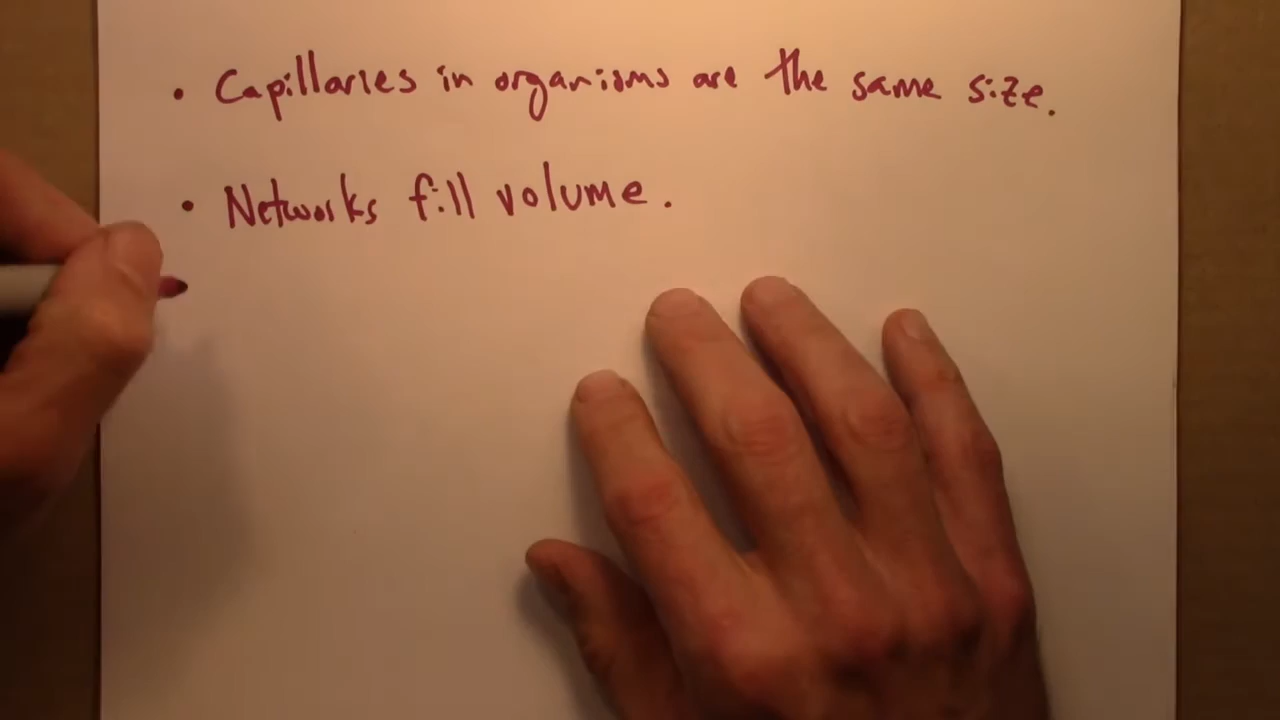 • Capillaries in organisms are the same size.
• Networks fill volume.